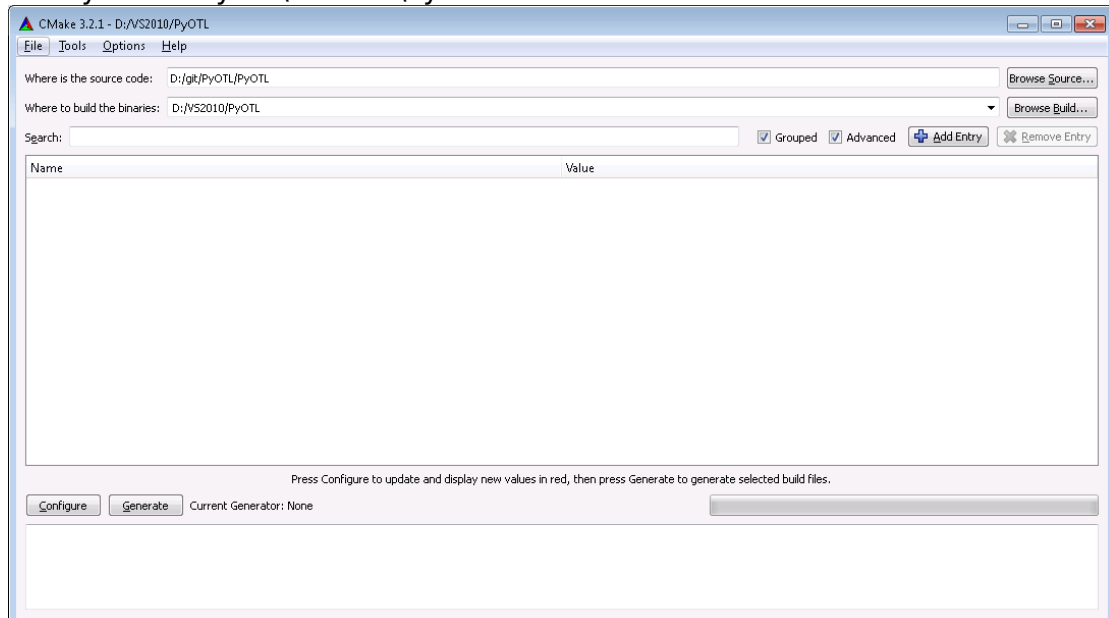 CMake 3.2.1 - D:/VS2010/PyOTL
File Tools Options Help
Where is the source code: D:/git/PyOTL/PyOTL Browse Source...
Where to build the binaries: D:/VS2010/PyOTL Browse Build...
Search: Grouped Advanced Add Entry Remove Entry
Name Value
Press Configure to update and display new values in red, then press Generate to generate selected build files.
Configure Generate Current Generator: None